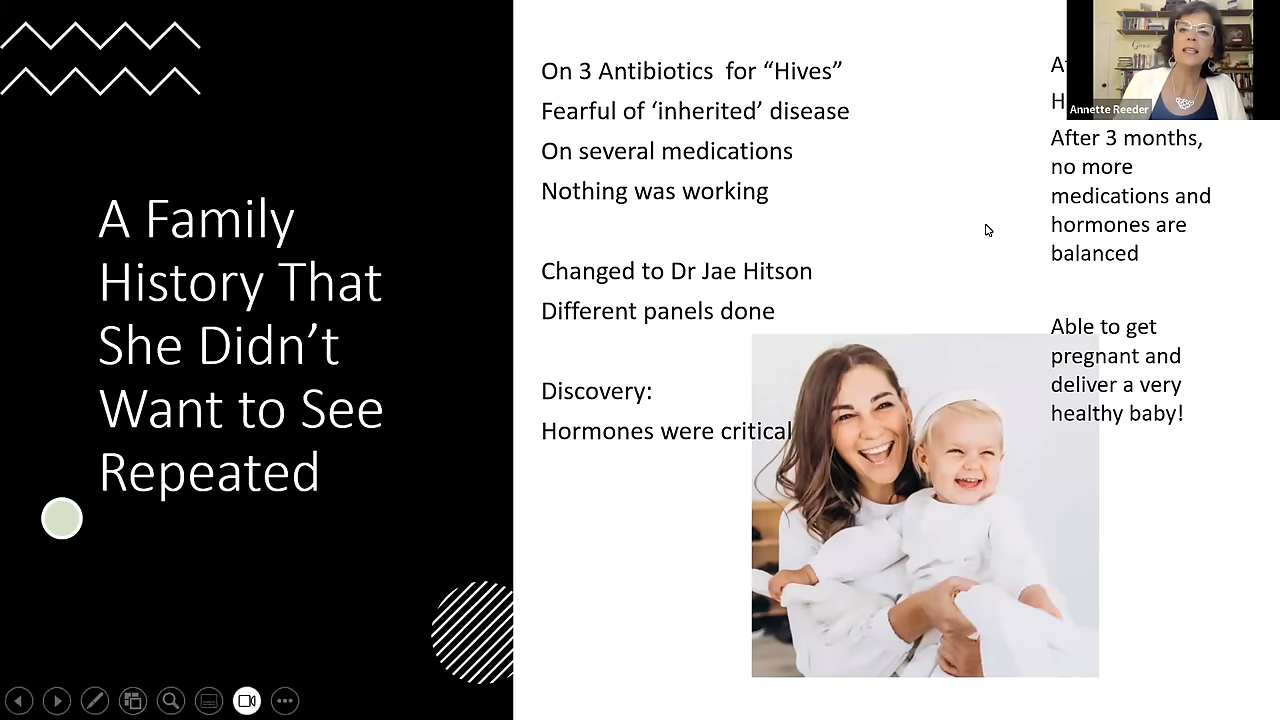 A Family
History That
She Didn’t
Want to See
Repeated
On 3 Antibiotics  for “Hives”
Fearful of ‘inherited’ disease
On several medications
Nothing was working
Changed to Dr Jae Hitson
Different panels done
Discovery:
Hormones were critical
After 3 months,
no more
medications and
hormones are
balanced
Able to get
pregnant and
deliver a very
healthy baby!
Annette Reeder